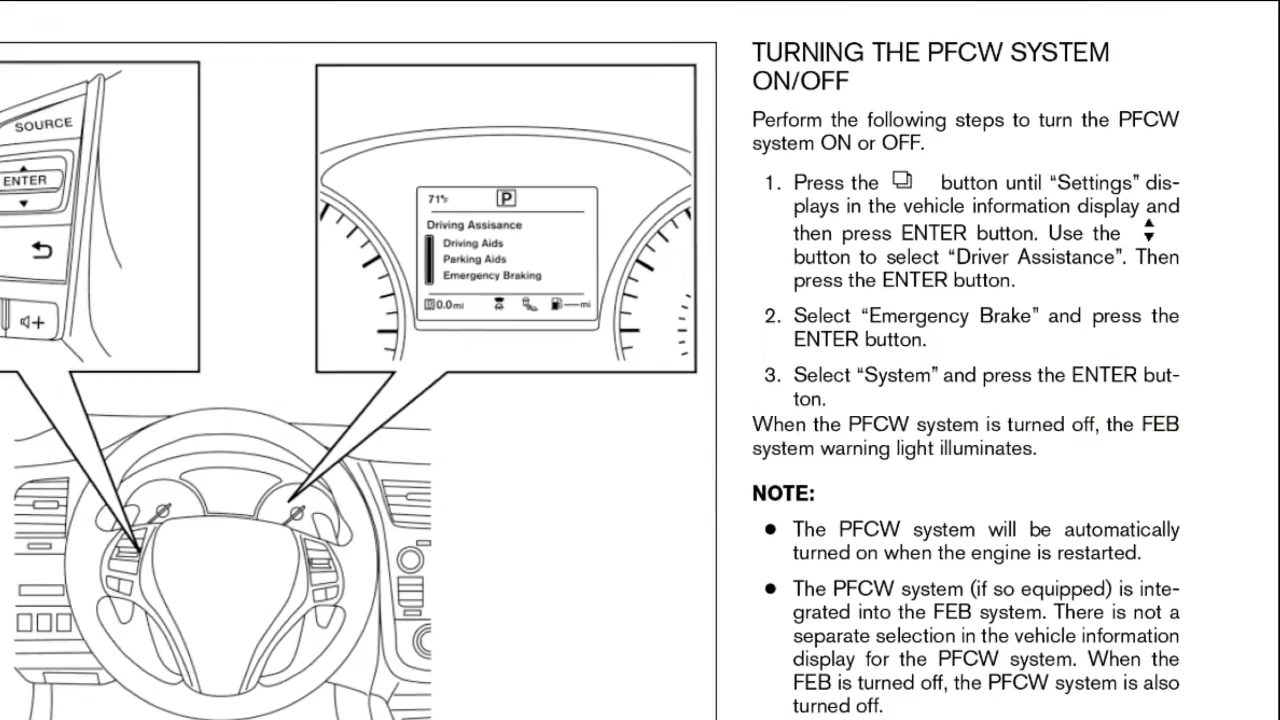 SOURCE
ENTER
71°F
P
Driving Assisance
Driving Aids
Parking Aids
Emergency Braking
0.0mi
——mi
TURNING THE PFCW SYSTEM
ON/OFF
Perform the following steps to turn the PFCW
system ON or OFF.
1. Press the button until “Settings” dis-
plays in the vehicle information display and
then press ENTER button. Use the
button to select “Driver Assistance”. Then
press the ENTER button.
2. Select “Emergency Brake” and press the
ENTER button.
3. Select “System” and press the ENTER but-
ton.
When the PFCW system is turned off, the FEB
system warning light illuminates.
NOTE:
● The PFCW system will be automatically
turned on when the engine is restarted.
● The PFCW system (if so equipped) is inte-
grated into the FEB system. There is not a
separate selection in the vehicle information
display for the PFCW system. When the
FEB is turned off, the PFCW system is also
turned off.